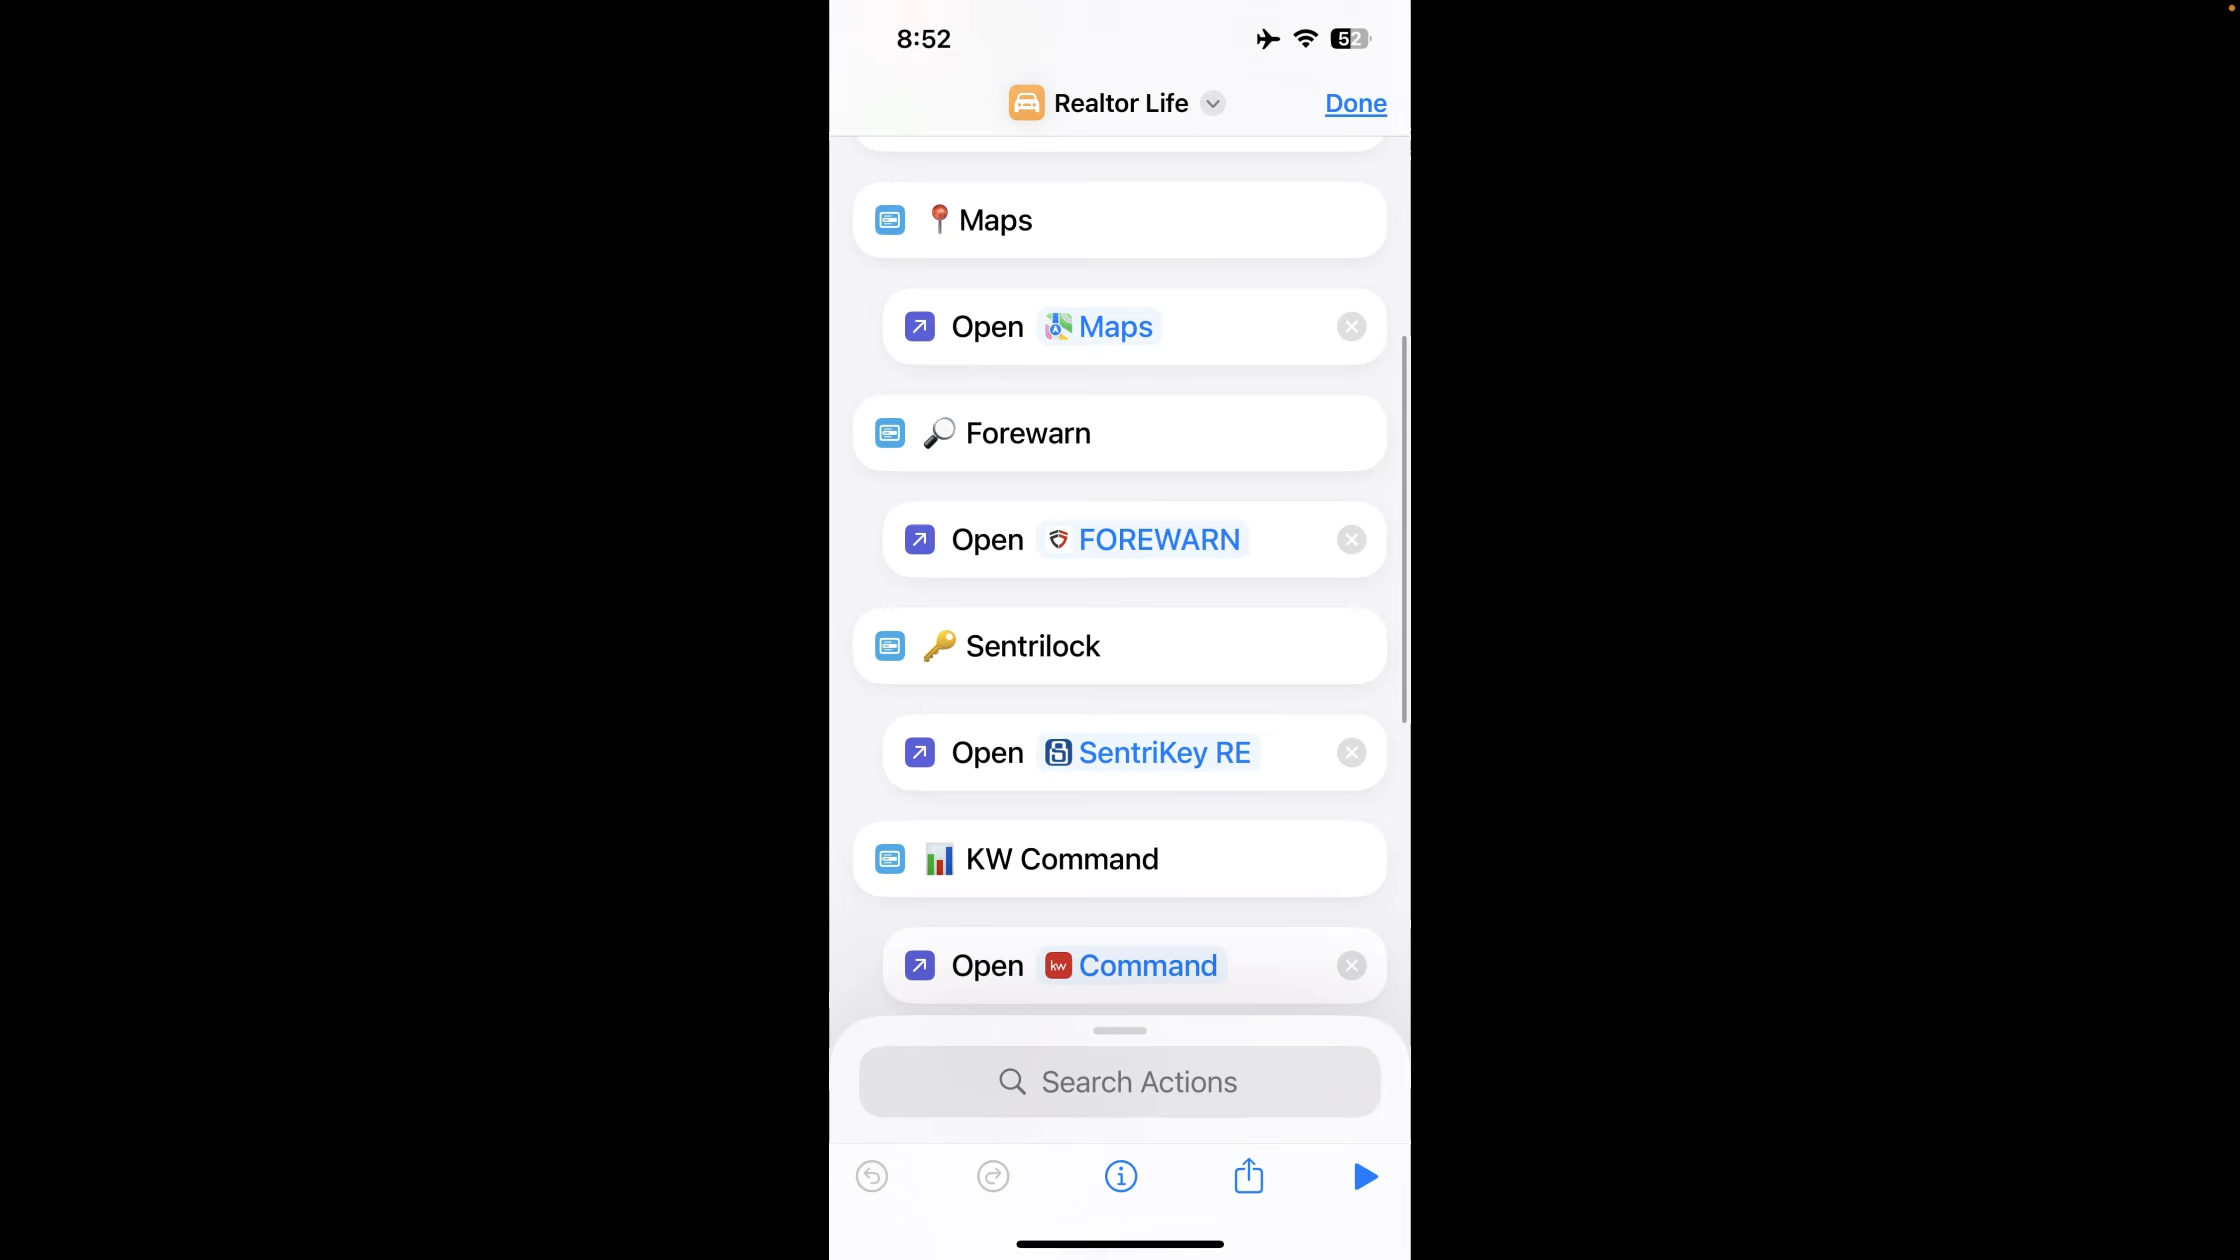 8:52
52
Realtor Life
Done
Maps
Open Maps
Forewarn
Open FOREWARN
Sentrilock
Open SentriKey RE
KW Command
Open kw Command
Search Actions